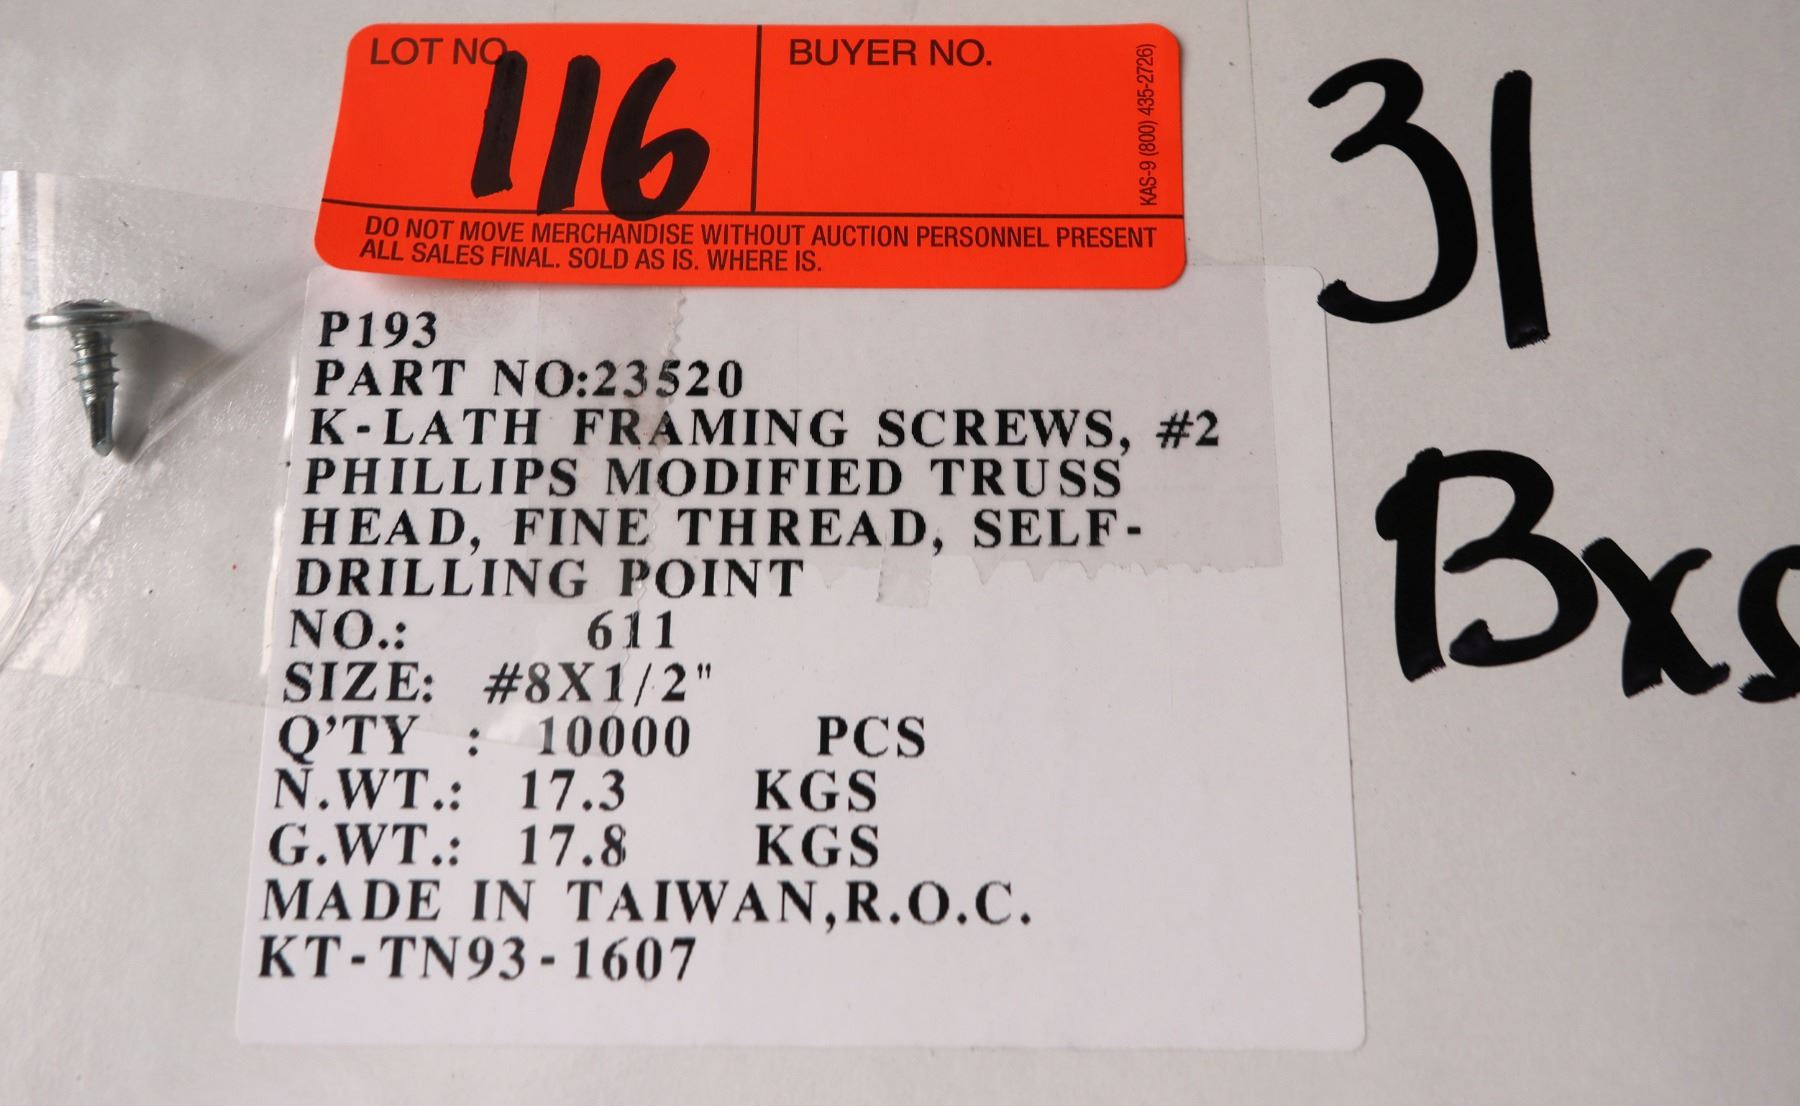 LOT NO.
116
BUYER NO.
KAS-9 (800) 435-2726)
DO NOT MOVE MERCHANDISE WITHOUT AUCTION PERSONNEL PRESENT
ALL SALES FINAL. SOLD AS IS. WHERE IS.
31
Bxs
P193
PART NO:23520
K-LATH FRAMING SCREWS, #2
PHILLIPS MODIFIED TRUSS
HEAD, FINE THREAD, SELF-
DRILLING POINT
NO.: 611
SIZE: #8X1/2"
Q'TY : 10000 PCS
N.WT.: 17.3 KGS
G.WT.: 17.8 KGS
MADE IN TAIWAN,R.O.C.
KT-TN93-1607